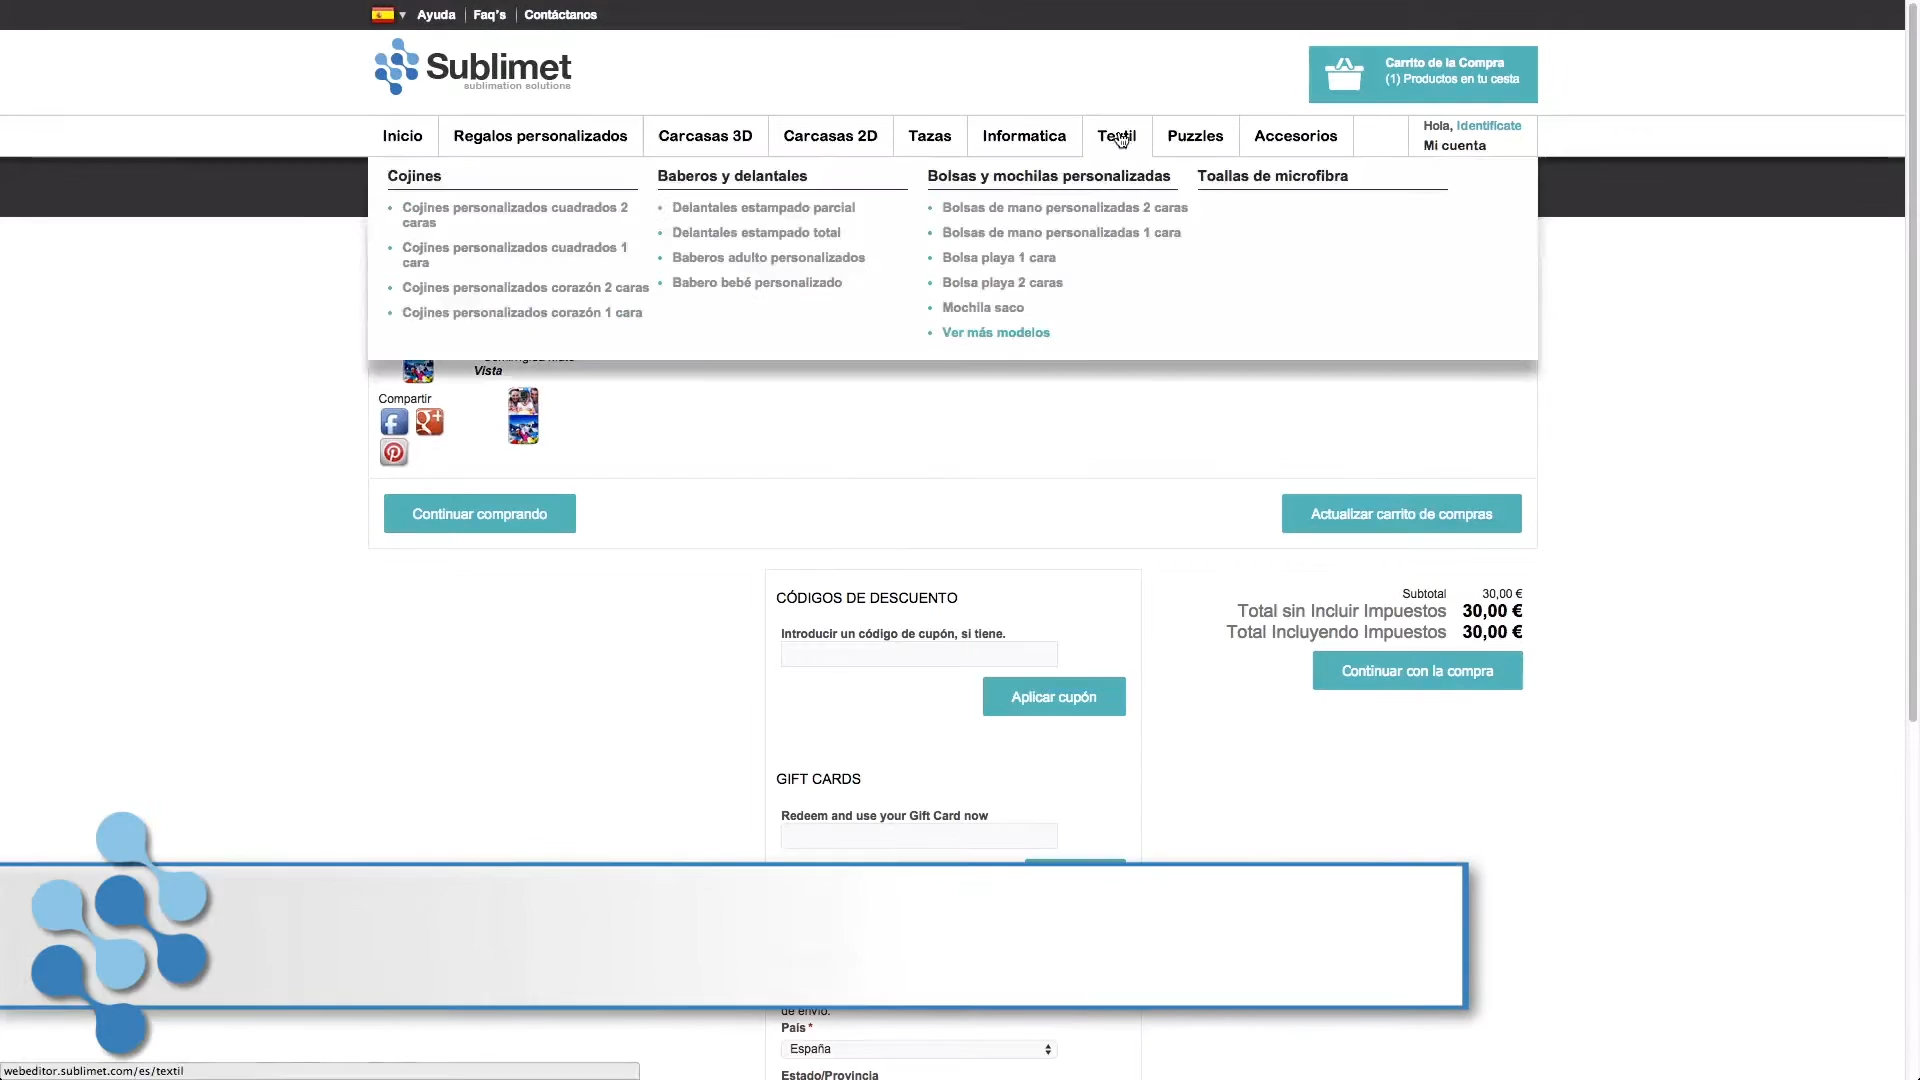 Ayuda
Faq's
Contáctanos
Sublimet
sublimation solutions
Carrito de la Compra
(1) Productos en tu cesta
Inicio
Regalos personalizados
Carcasas 3D
Carcasas 2D
Tazas
Informatica
Textil
Puzzles
Accesorios
Hola, Identifícate
Mi cuenta
Cojines
Cojines personalizados cuadrados 2
caras
Cojines personalizados cuadrados 1
cara
Cojines personalizados corazón 2 caras
Cojines personalizados corazón 1 cara
Baberos y delantales
Delantales estampado parcial
Delantales estampado total
Baberos adulto personalizados
Babero bebé personalizado
Bolsas y mochilas personalizadas
Bolsas de mano personalizadas 2 caras
Bolsas de mano personalizadas 1 cara
Bolsa playa 1 cara
Bolsa playa 2 caras
Mochila saco
Ver más modelos
Toallas de microfibra
Vista
Compartir
Continuar comprando
Actualizar carrito de compras
CÓDIGOS DE DESCUENTO
Introducir un código de cupón, si tiene.
Aplicar cupón
Subtotal 30,00 €
Total sin Incluir Impuestos 30,00 €
Total Incluyendo Impuestos 30,00 €
Continuar con la compra
GIFT CARDS
Redeem and use your Gift Card now
de envío.
País *
España
Estado/Provincia
webeditor.sublimet.com/es/textil